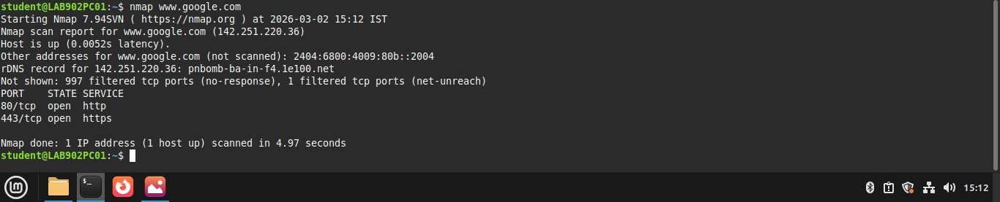 student@LAB902PC01:~$ nmap www.google.com
Starting Nmap 7.94SVN ( https://nmap.org ) at 2026-03-02 15:12 IST
Nmap scan report for www.google.com (142.251.220.36)
Host is up (0.0052s latency).
Other addresses for www.google.com (not scanned): 2404:6800:4009:80b::2004
rDNS record for 142.251.220.36: pnbomb-ba-in-f4.1e100.net
Not shown: 997 filtered tcp ports (no-response), 1 filtered tcp ports (net-unreach)
PORT    STATE SERVICE
80/tcp  open  http
443/tcp open  https
Nmap done: 1 IP address (1 host up) scanned in 4.97 seconds
student@LAB902PC01:~$
$_
15:12